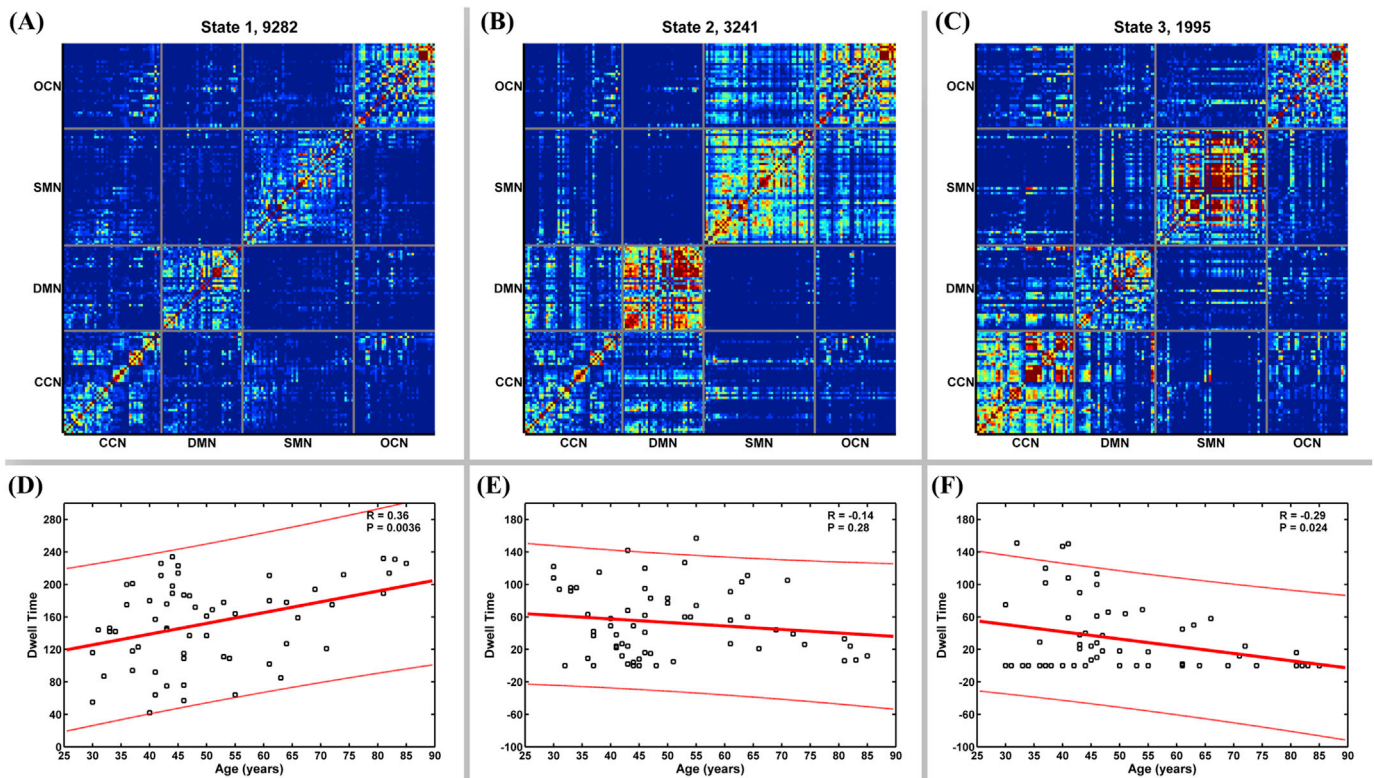 (A)
State 1, 9282
OCN
SMN
DMN
CCN
CCN DMN SMN OCN
(B)
State 2, 3241
OCN
SMN
DMN
CCN
CCN DMN SMN OCN
(C)
State 3, 1995
OCN
SMN
DMN
CCN
CCN DMN SMN OCN
(D)
R = 0.36
P = 0.0036
Dwell Time
280
240
200
160
120
80
40
0
25 30 35 40 45 50 55 60 65 70 75 80 85 90
Age (years)
(E)
R = -0.14
P = 0.28
Dwell Time
180
140
100
60
20
-20
-60
-100
25 30 35 40 45 50 55 60 65 70 75 80 85 90
Age (years)
(F)
R = -0.29
P = 0.024
Dwell Time
180
140
100
60
20
-20
-60
-100
25 30 35 40 45 50 55 60 65 70 75 80 85 90
Age (years)